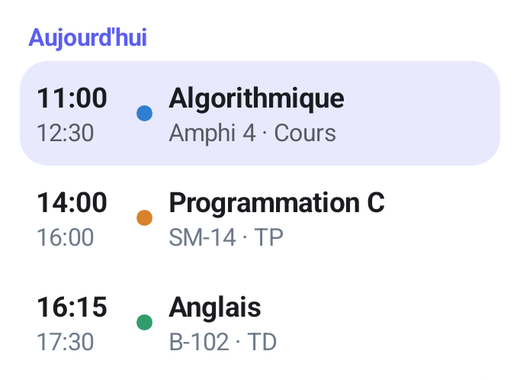 Aujourd'hui
11:00 Algorithmique
12:30 Amphi 4 · Cours
14:00 Programmation C
16:00 SM-14 · TP
16:15 Anglais
17:30 B-102 · TD